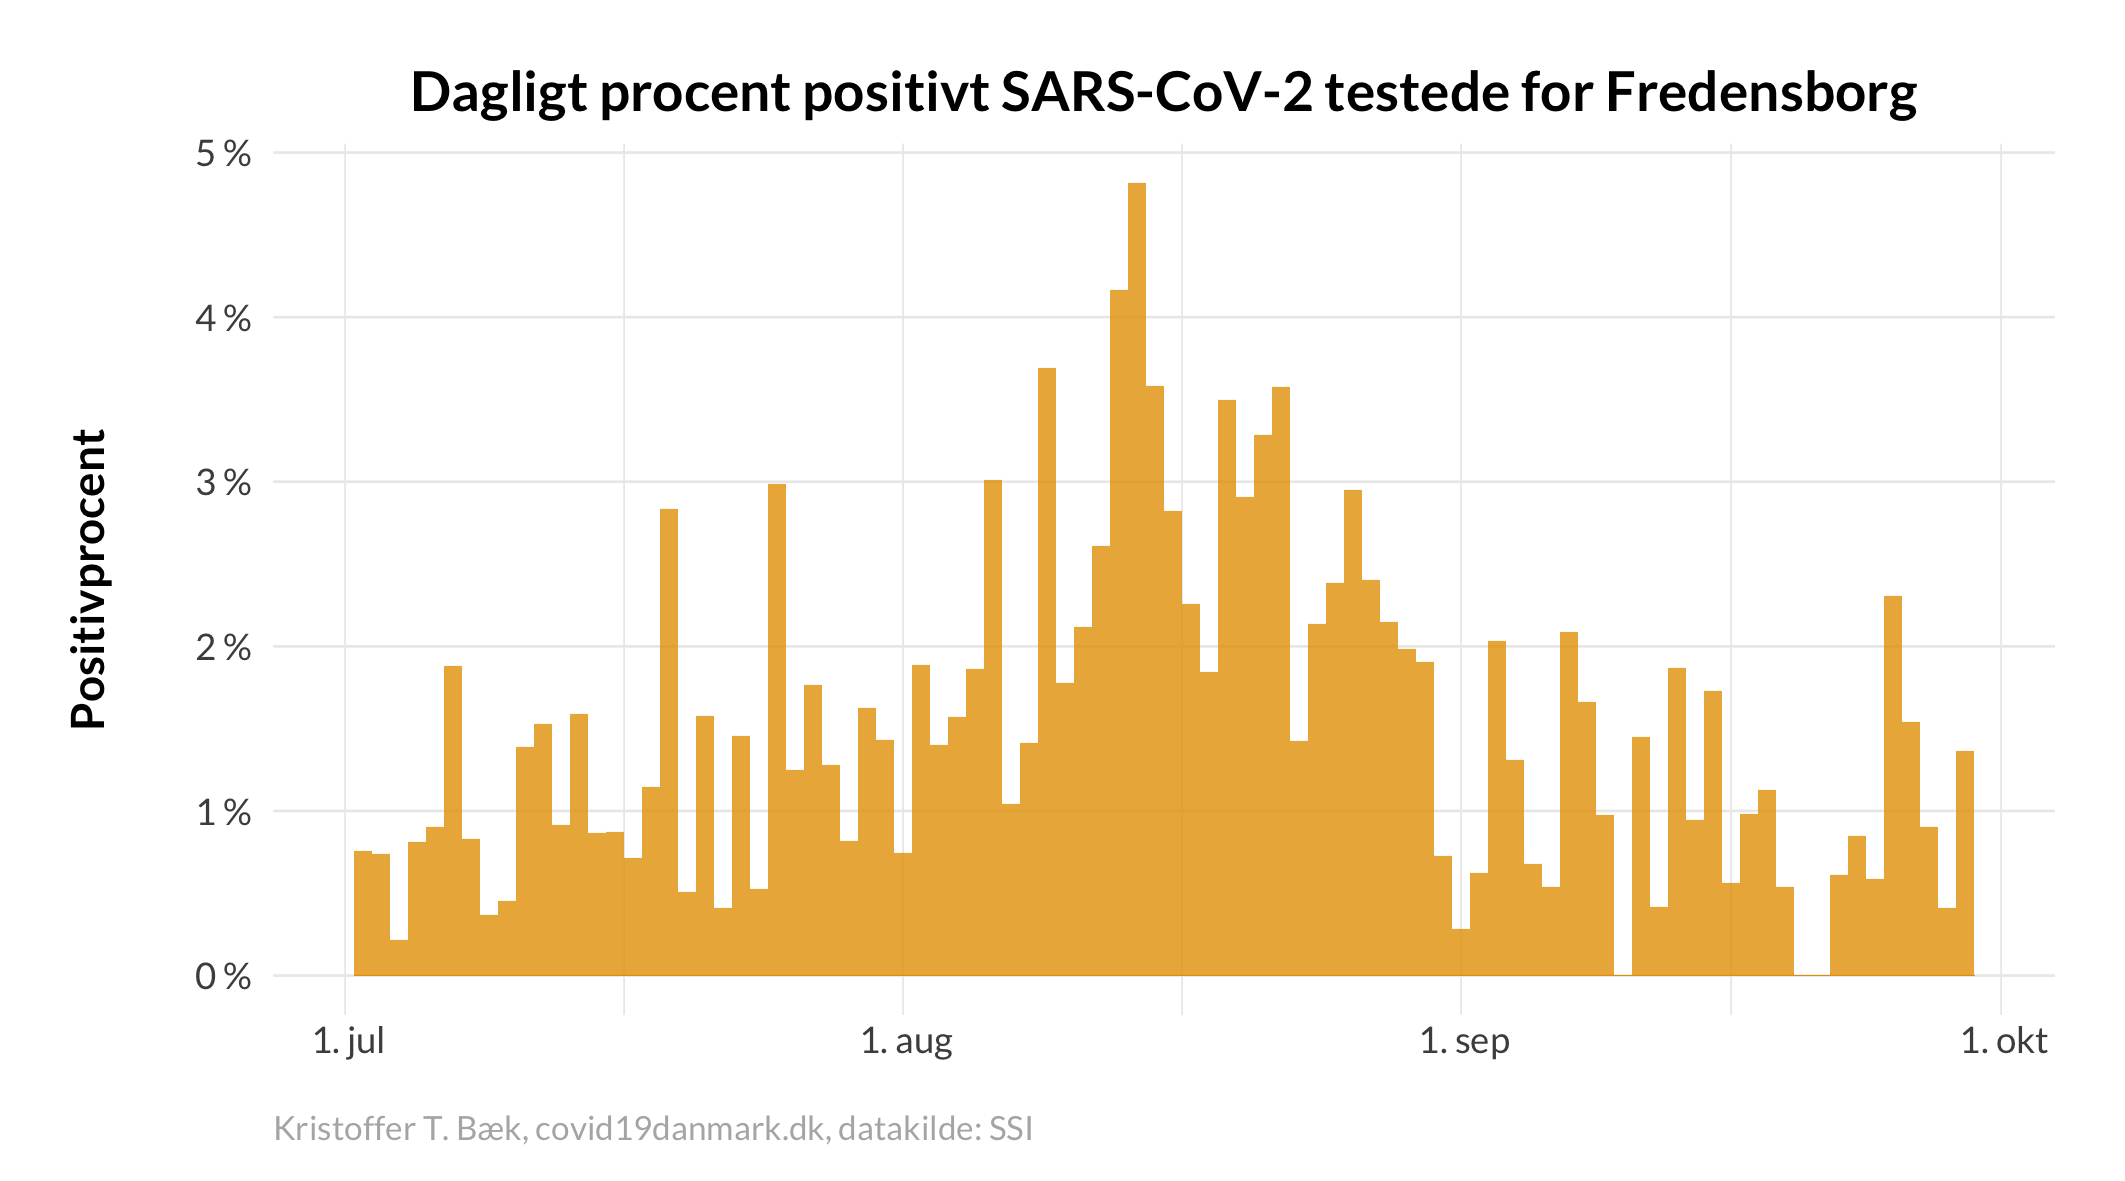 Dagligt procent positivt SARS-CoV-2 testede for Fredensborg
Positivprocent
5 %
4 %
3 %
2 %
1 %
0 %
1. jul
1. aug
1. sep
1. okt
Kristoffer T. Bæk, covid19danmark.dk, datakilde: SSI